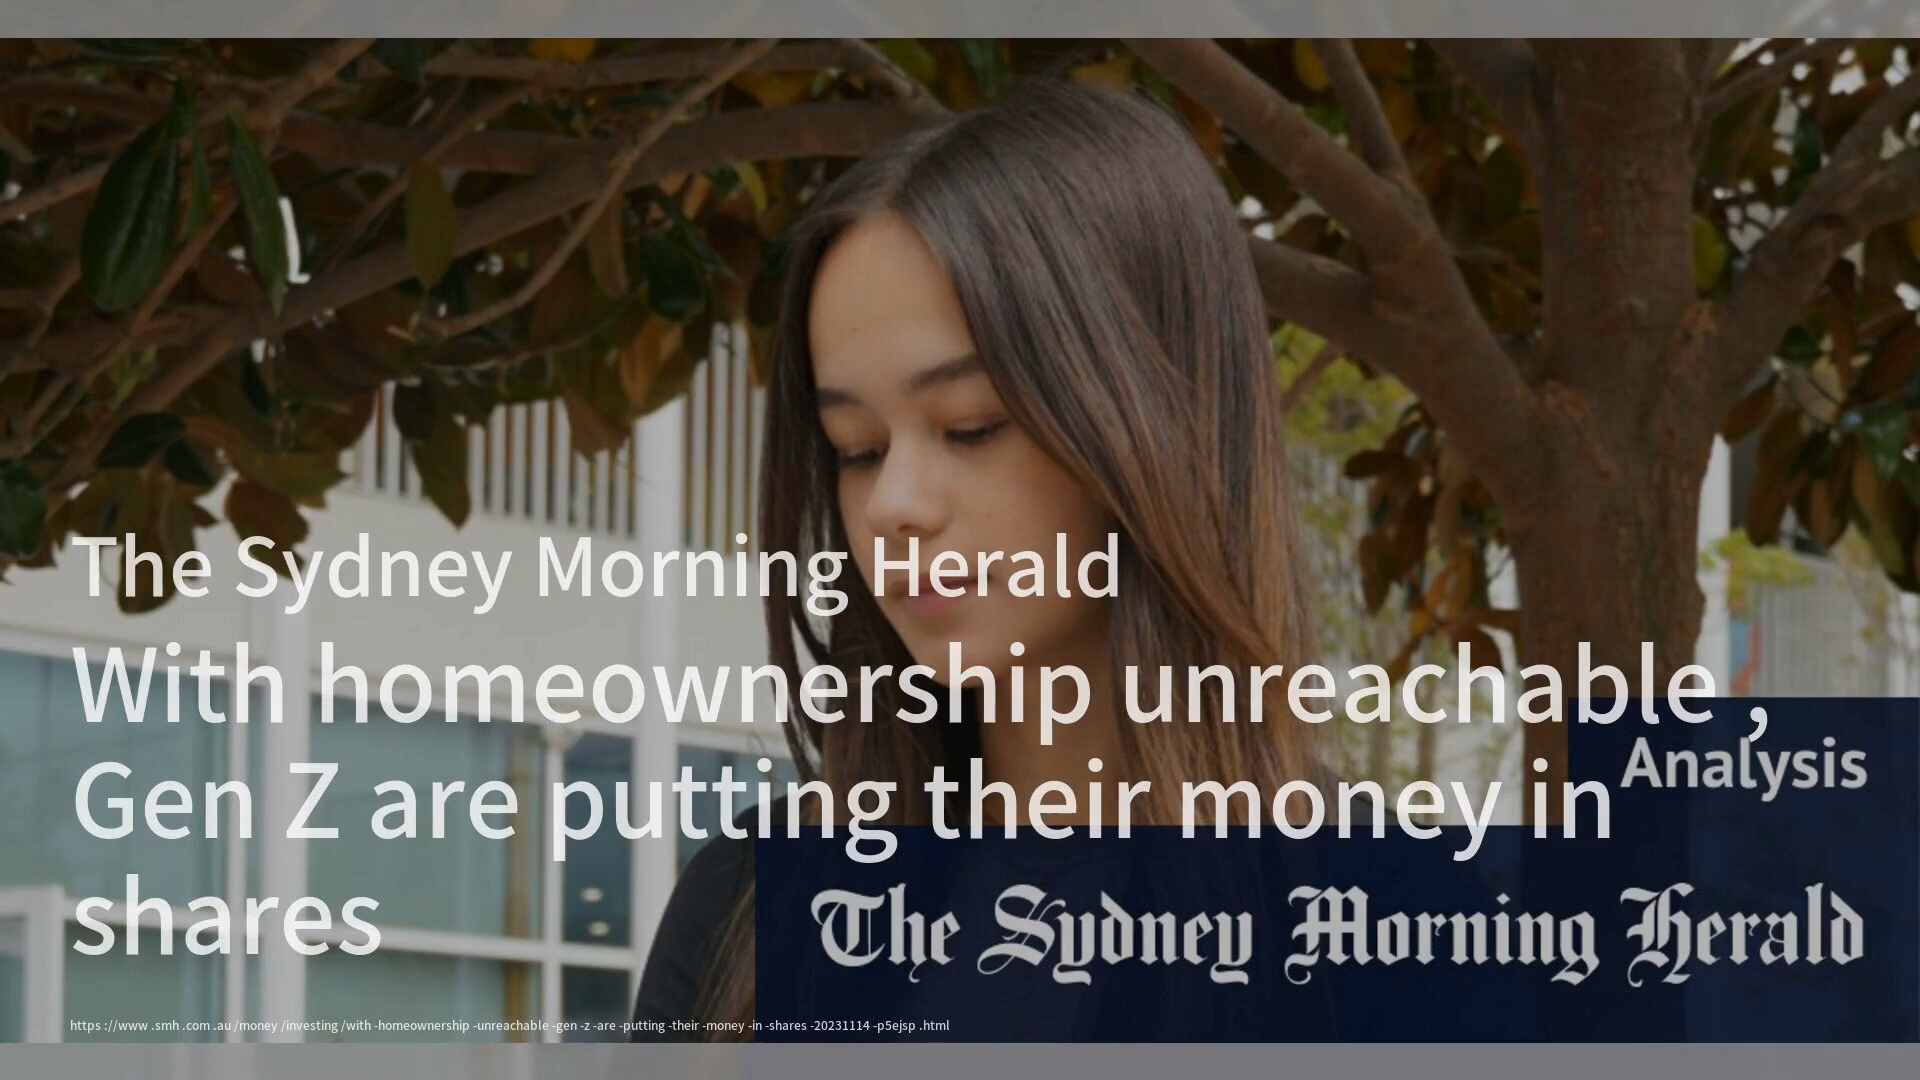 The Sydney Morning Herald
With homeownership unreachable ,
Gen Z are putting their money in
shares
Analysis
The Sydney Morning Herald
https ://www .smh .com .au /money /investing /with -homeownership -unreachable -gen -z -are -putting -their -money -in -shares -20231114 -p5ejsp .html